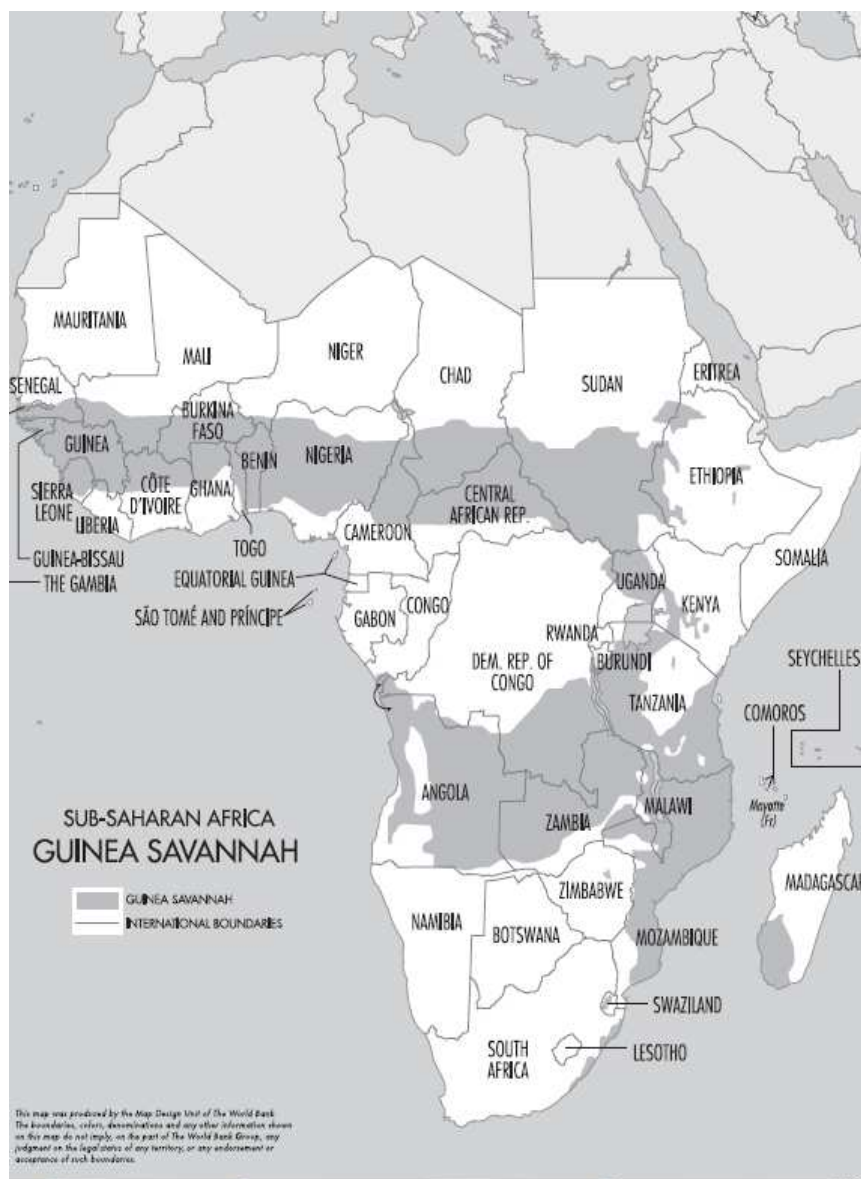 MAURITANIA
MALI
NIGER
CHAD
SUDAN
ERITREA
SENEGAL
BURKINA
FASO
GUINEA
BENIN
NIGERIA
ETHIOPIA
SIERRA
LEONE
CÔTE
D'IVOIRE
GHANA
CENTRAL
AFRICAN REP.
LIBERIA
CAMEROON
TOGO
GUINEA-BISSAU
THE GAMBIA
EQUATORIAL GUINEA
SOMALIA
UGANDA
KENYA
SÃO TOMÉ AND PRÍNCIPE
GABON
CONGO
RWANDA
DEM. REP. OF
CONGO
BURUNDI
SEYCHELLES
TANZANIA
COMOROS
ANGOLA
MALAWI
Mayotte
(Fr)
ZAMBIA
SUB-SAHARAN AFRICA
GUINEA SAVANNAH
GUINEA SAVANNAH
INTERNATIONAL BOUNDARIES
ZIMBABWE
MADAGASCAR
NAMIBIA
BOTSWANA
MOZAMBIQUE
SWAZILAND
SOUTH
AFRICA
LESOTHO
This map was produced by the Map Design Unit of The World Bank.
The boundaries, colors, denominations and any other information shown
on this map do not imply, on the part of The World Bank Group, any
judgment on the legal status of any territory, or any endorsement or
acceptance of such boundaries.